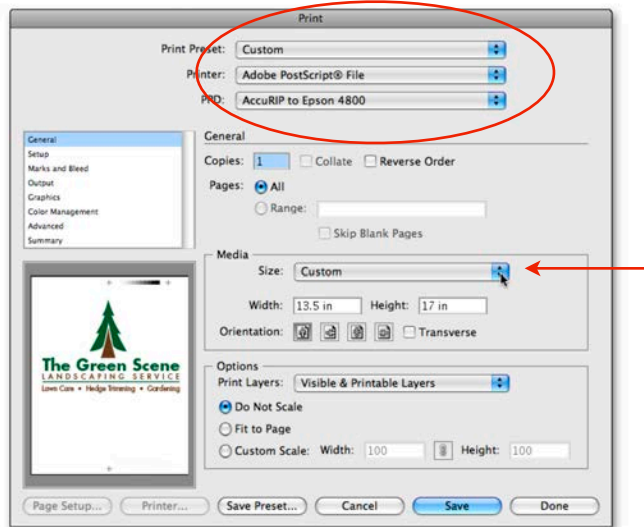 Print
Print Preset: Custom
Printer: Adobe PostScript® File
PPD: AccuRIP to Epson 4800
General
Setup
Marks and Bleed
Output
Graphics
Color Management
Advanced
Summary
General
Copies: 1 Collate Reverse Order
Pages: All
Range:
Skip Blank Pages
Media
Size: Custom
Width: 13.5 in Height: 17 in
Orientation: Transverse
The Green Scene
LANDSCAPING SERVICE
Lawn Care • Hedge Trimming • Gardening
Options
Print Layers: Visible & Printable Layers
Do Not Scale
Fit to Page
Custom Scale: Width: 100 Height: 100
Page Setup... Printer... Save Preset... Cancel Save Done